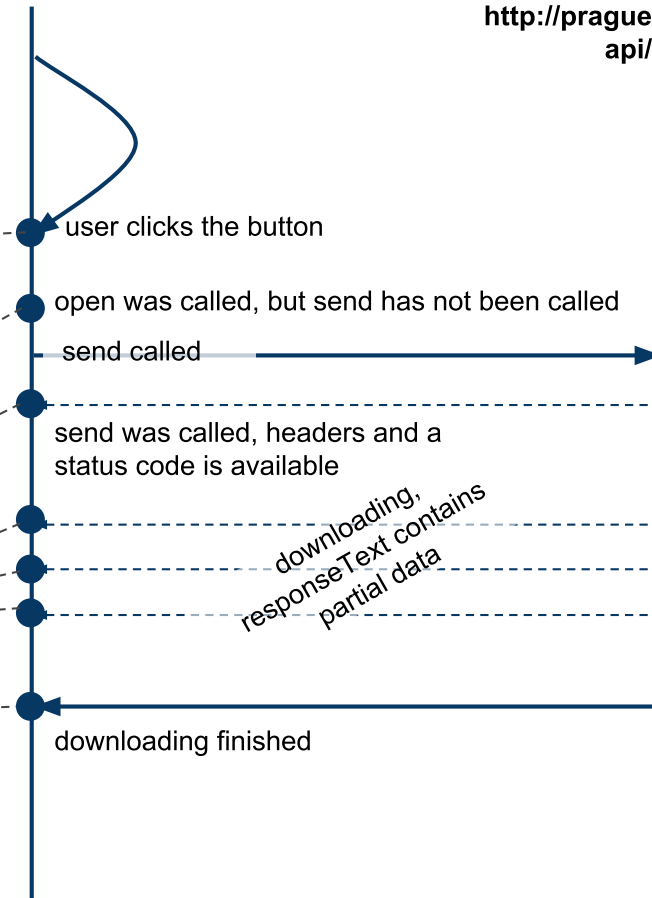 http://prague
api/
user clicks the button
open was called, but send has not been called
send called
send was called, headers and a
status code is available
downloading,
responseText contains
partial data
downloading finished